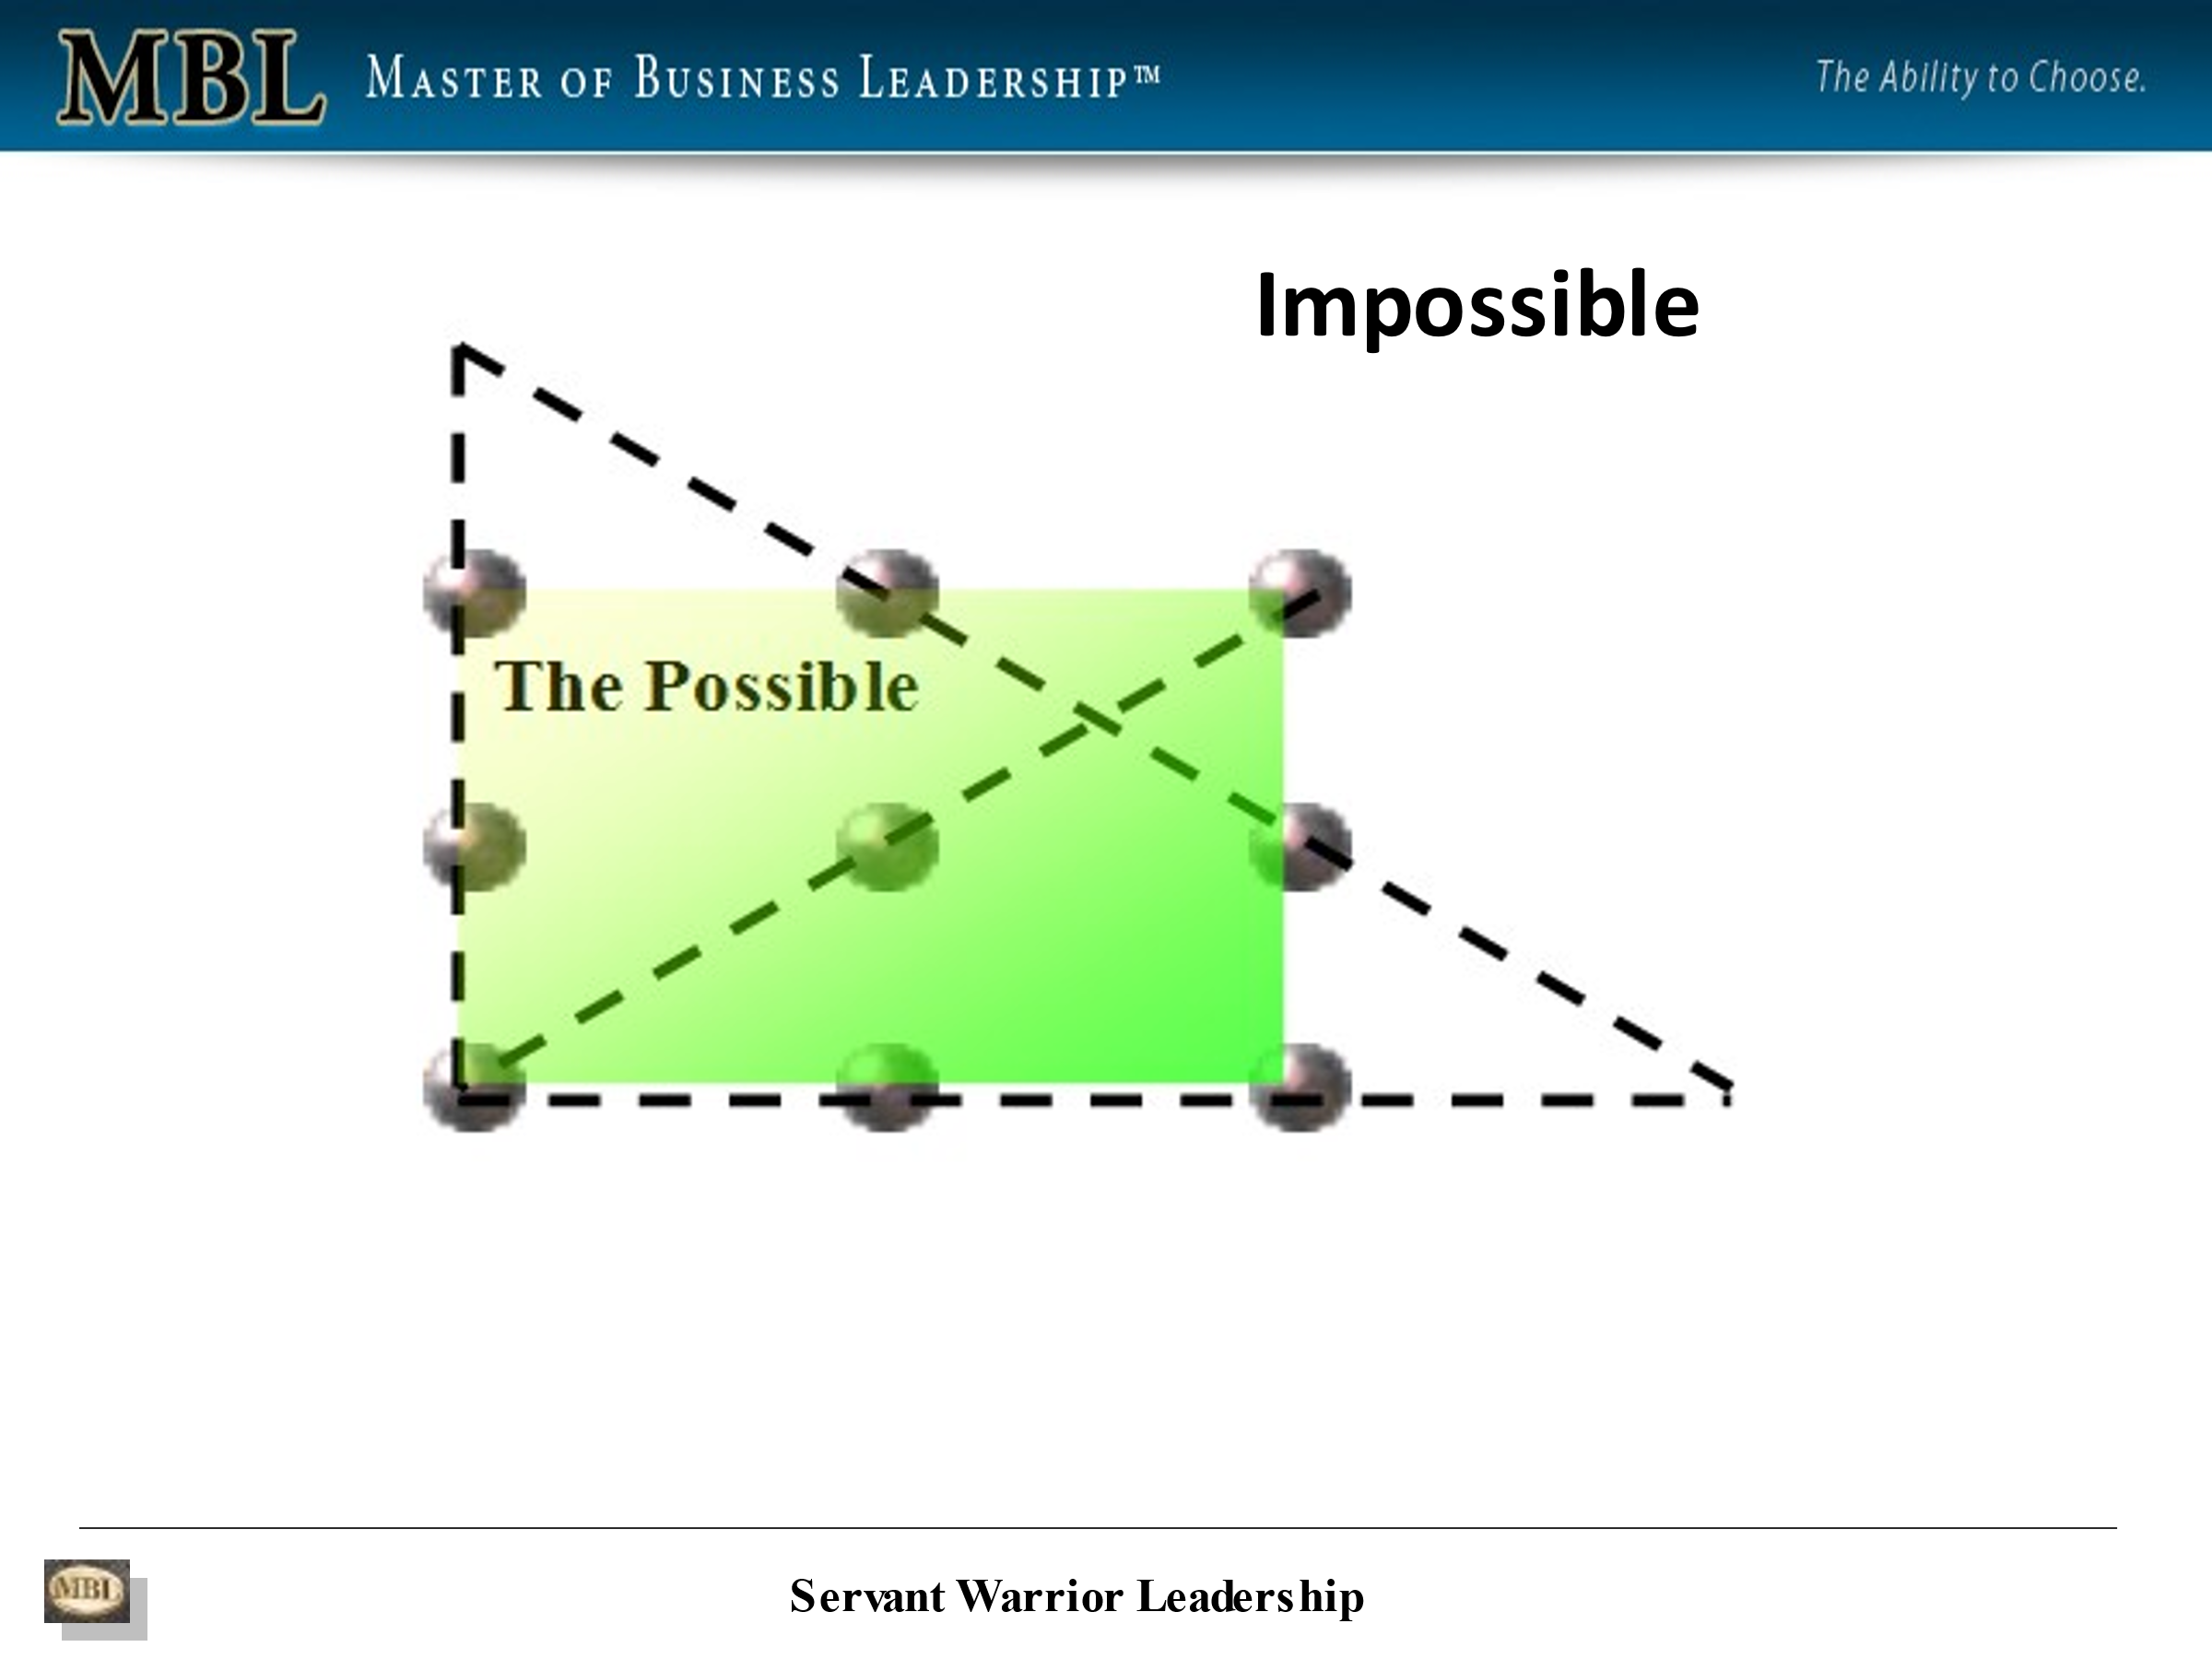 MBL MASTER OF BUSINESS LEADERSHIP™ The Ability to Choose.
Impossible
The Possible
MBL Servant Warrior Leadership